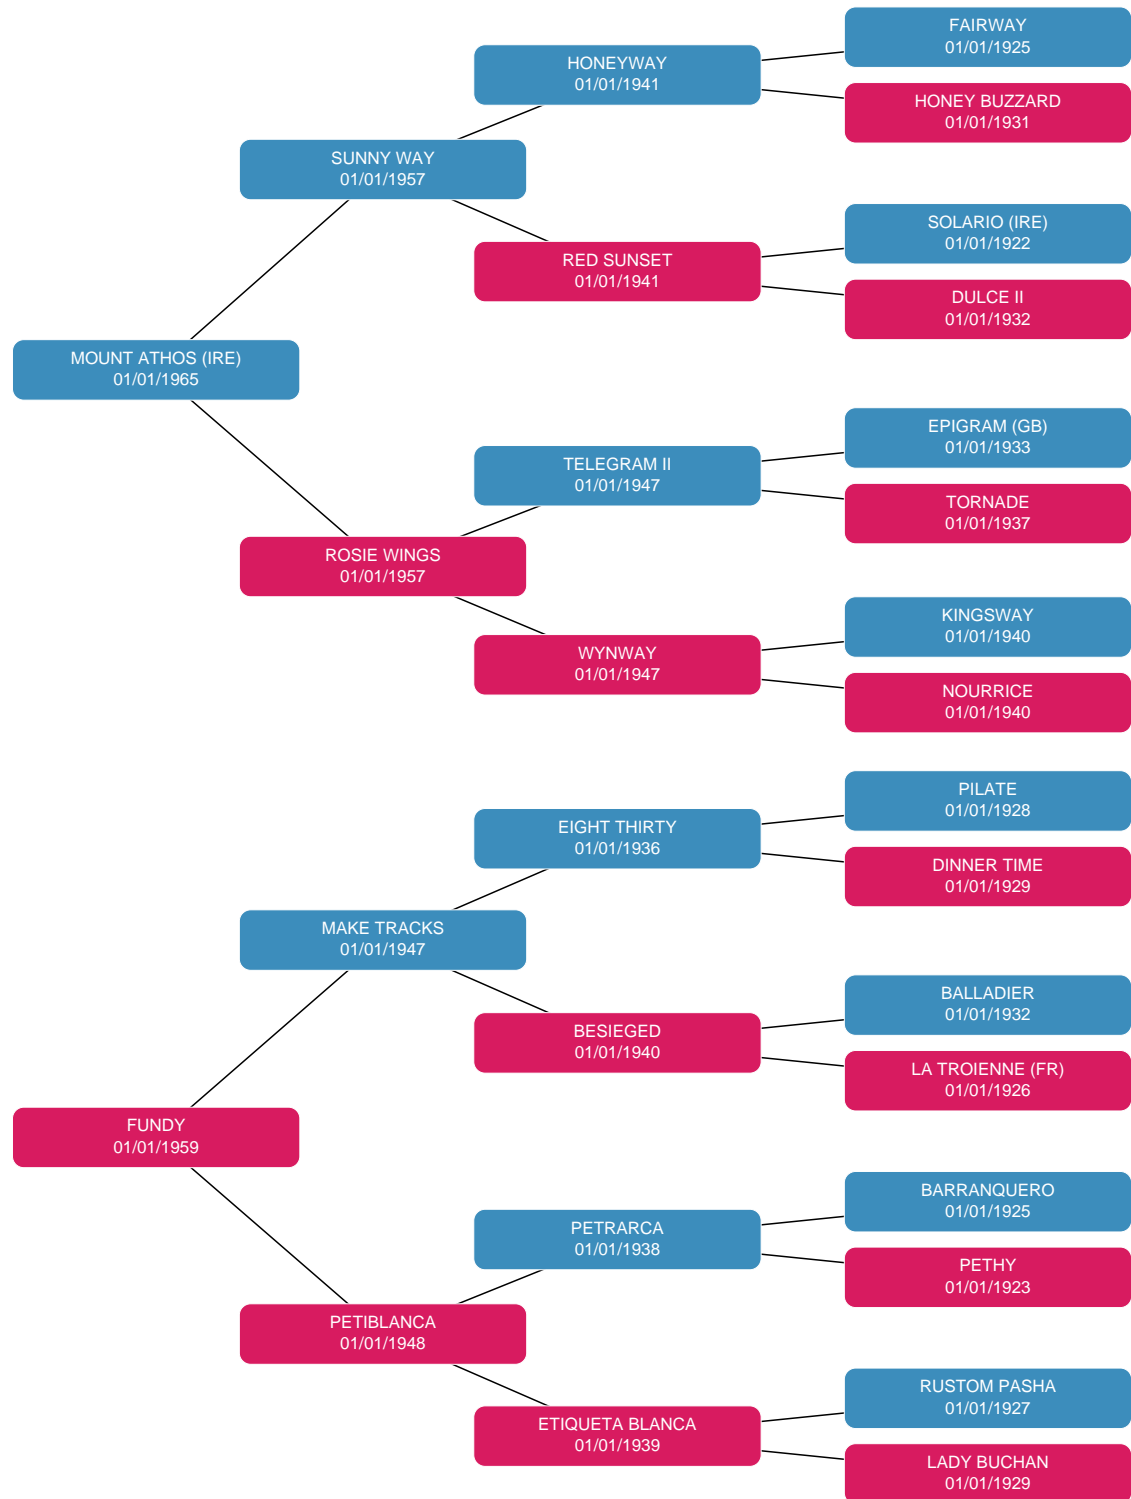 FAIRWAY
01/01/1925
HONEYWAY
01/01/1941
HONEY BUZZARD
01/01/1931
SUNNY WAY
01/01/1957
SOLARIO (IRE)
01/01/1922
RED SUNSET
01/01/1941
DULCE II
01/01/1932
MOUNT ATHOS (IRE)
01/01/1965
EPIGRAM (GB)
01/01/1933
TELEGRAM II
01/01/1947
TORNADE
01/01/1937
ROSIE WINGS
01/01/1957
KINGSWAY
01/01/1940
WYNWAY
01/01/1947
NOURRICE
01/01/1940
PILATE
01/01/1928
EIGHT THIRTY
01/01/1936
DINNER TIME
01/01/1929
MAKE TRACKS
01/01/1947
BALLADIER
01/01/1932
BESIEGED
01/01/1940
LA TROIENNE (FR)
01/01/1926
FUNDY
01/01/1959
BARRANQUERO
01/01/1925
PETRARCA
01/01/1938
PETHY
01/01/1923
PETIBLANCA
01/01/1948
RUSTOM PASHA
01/01/1927
ETIQUETA BLANCA
01/01/1939
LADY BUCHAN
01/01/1929